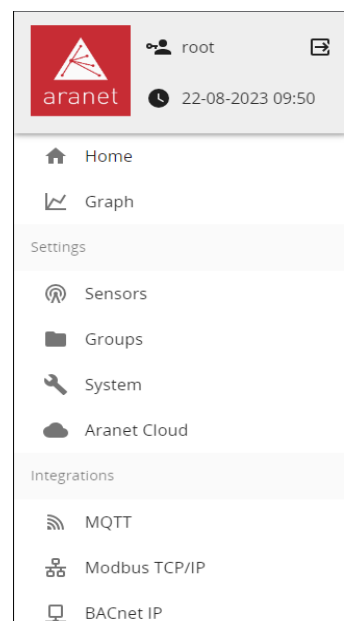 aranet
root
22-08-2023 09:50
Home
Graph
Settings
Sensors
Groups
System
Aranet Cloud
Integrations
MQTT
Modbus TCP/IP
BACnet IP